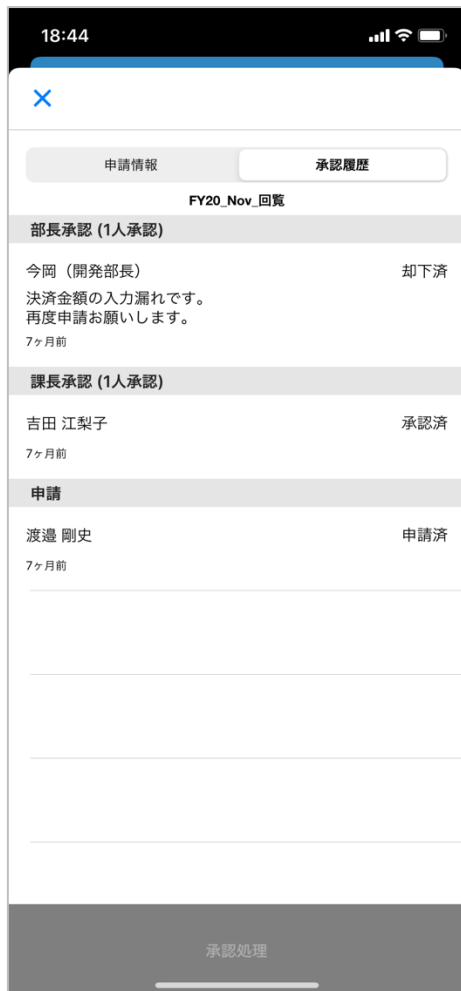 18:44
申請情報
承認履歴
FY20_Nov_回覧
部長承認 (1人承認)
今岡（開発部長）
却下済
決済金額の入力漏れです。
再度申請お願いします。
7ヶ月前
課長承認 (1人承認)
吉田 江梨子
承認済
7ヶ月前
申請
渡邉 剛史
申請済
7ヶ月前
承認処理